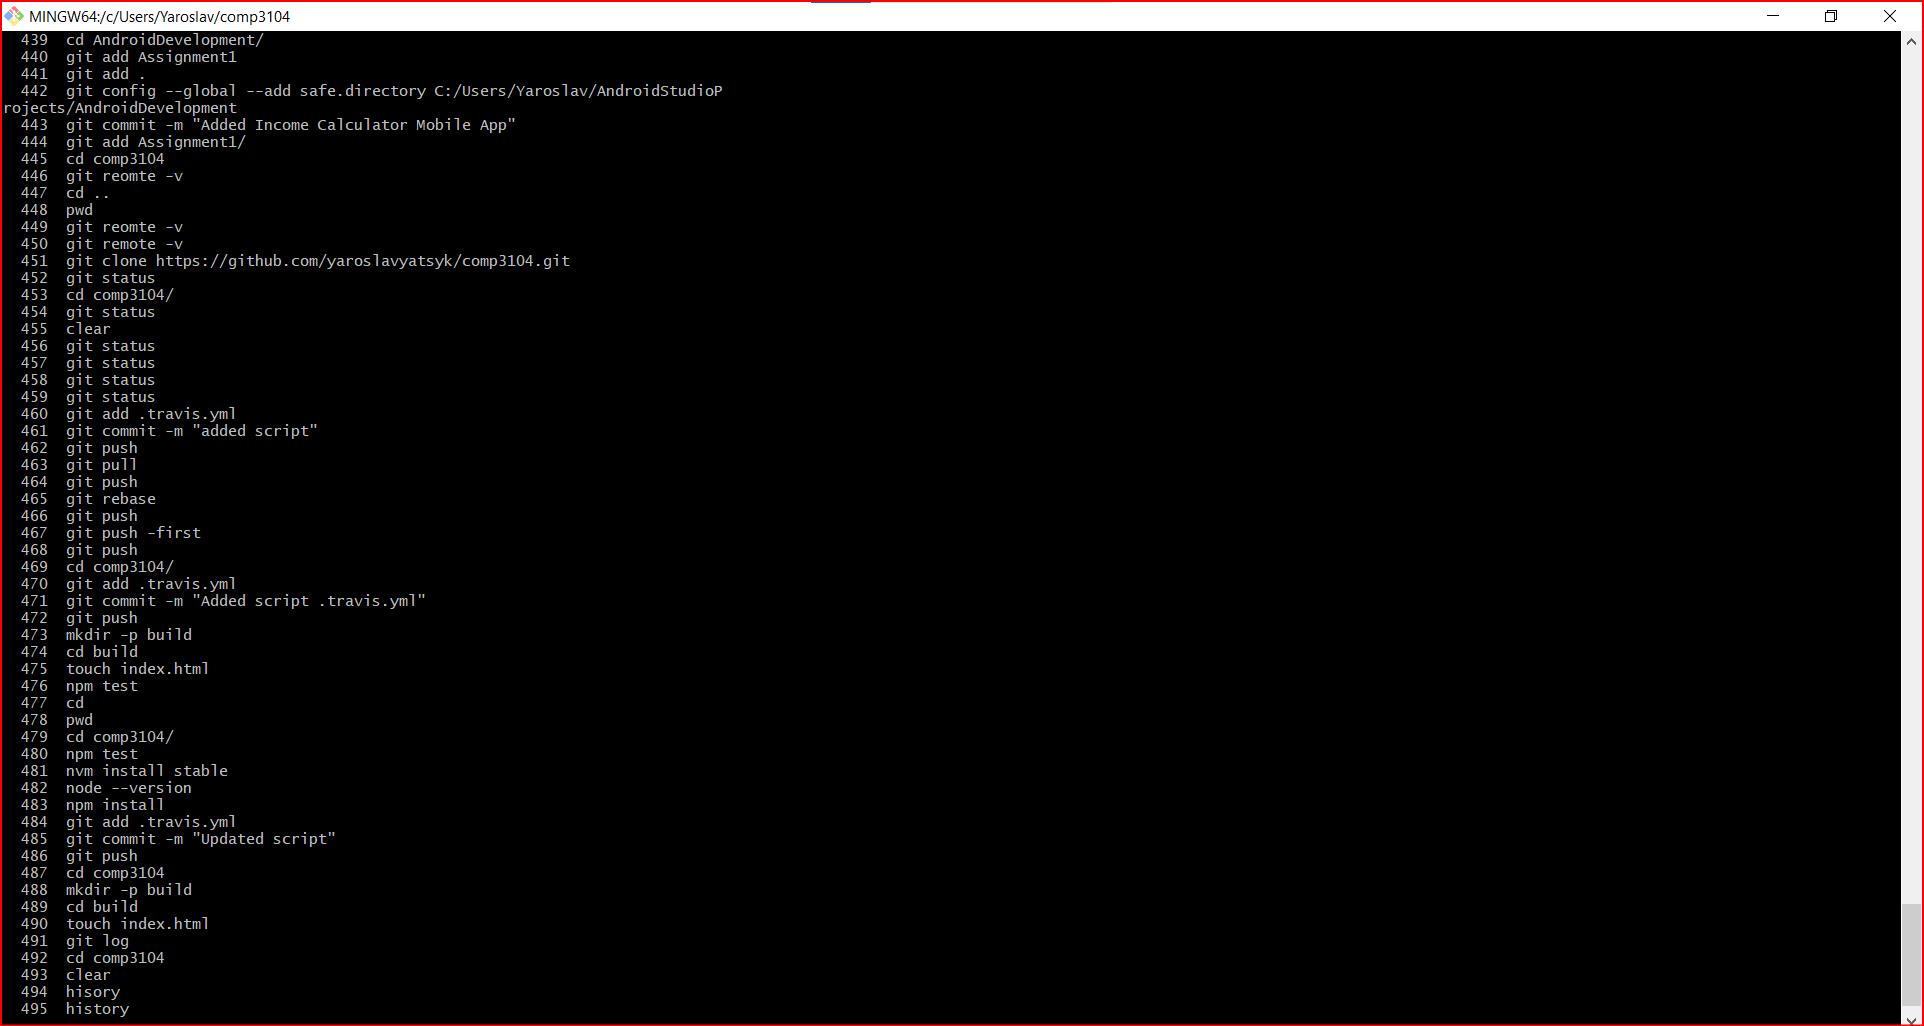 MINGW64:/c/Users/Yaroslav/comp3104
439 cd AndroidDevelopment/
440 git add Assignment1
441 git add .
442 git config --global --add safe.directory C:/Users/Yaroslav/AndroidStudioP
rojects/AndroidDevelopment
443 git commit -m "Added Income Calculator Mobile App"
444 git add Assignment1/
445 cd comp3104
446 git reomte -v
447 cd ..
448 pwd
449 git reomte -v
450 git remote -v
451 git clone https://github.com/yaroslavyatsyk/comp3104.git
452 git status
453 cd comp3104/
454 git status
455 clear
456 git status
457 git status
458 git status
459 git status
460 git add .travis.yml
461 git commit -m "added script"
462 git push
463 git pull
464 git push
465 git rebase
466 git push
467 git push -first
468 git push
469 cd comp3104/
470 git add .travis.yml
471 git commit -m "Added script .travis.yml"
472 git push
473 mkdir -p build
474 cd build
475 touch index.html
476 npm test
477 cd
478 pwd
479 cd comp3104/
480 npm test
481 nvm install stable
482 node --version
483 npm install
484 git add .travis.yml
485 git commit -m "Updated script"
486 git push
487 cd comp3104
488 mkdir -p build
489 cd build
490 touch index.html
491 git log
492 cd comp3104
493 clear
494 hisory
495 history